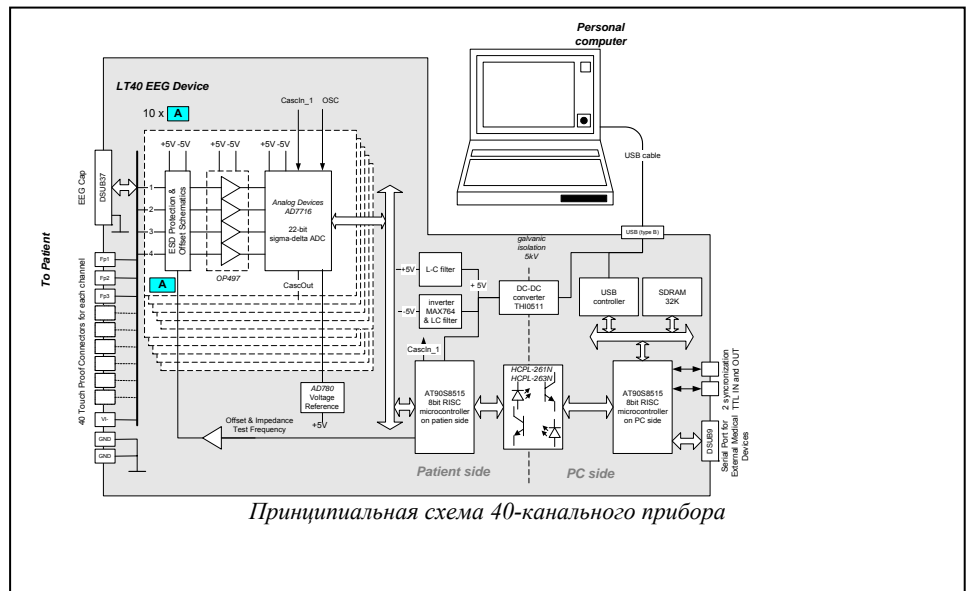 Personal
computer
LT40 EEG Device
CascIn_1
OSC
10 x A
+5V -5V
+5V -5V
+5V -5V
USB cable
EEG Cap
DSUB37
1
2
3
4
ESD Protection &
Offset Schematics
Analog Devices
AD7716
22-bit
sigma-delta ADC
OP497
CascOut
A
To Patient
40 Touch Proof Connectors for each channel
Fp1
Fp2
Fp3
VI-
GND
GND
USB (type B)
galvanic
isolation
5kV
+5V
L-C filter
+ 5V
-5V
inverter
MAX764
& LC filter
CascIn_1
DC-DC
converter
THI0511
USB
controller
SDRAM
32K
AD780
Voltage
Reference
+5V
Offset & Impedance
Test Frequency
AT90S8515
8bit RISC
microcontroller
on patien side
HCPL-261N
HCPL-263N
AT90S8515
8bit RISC
microcontroller
on PC side
2 syncronization
TTL IN and OUT
DSUB9
Serial Port for
External Medical
Devices
Patient side
PC side
Принципиальная схема 40-канального прибора